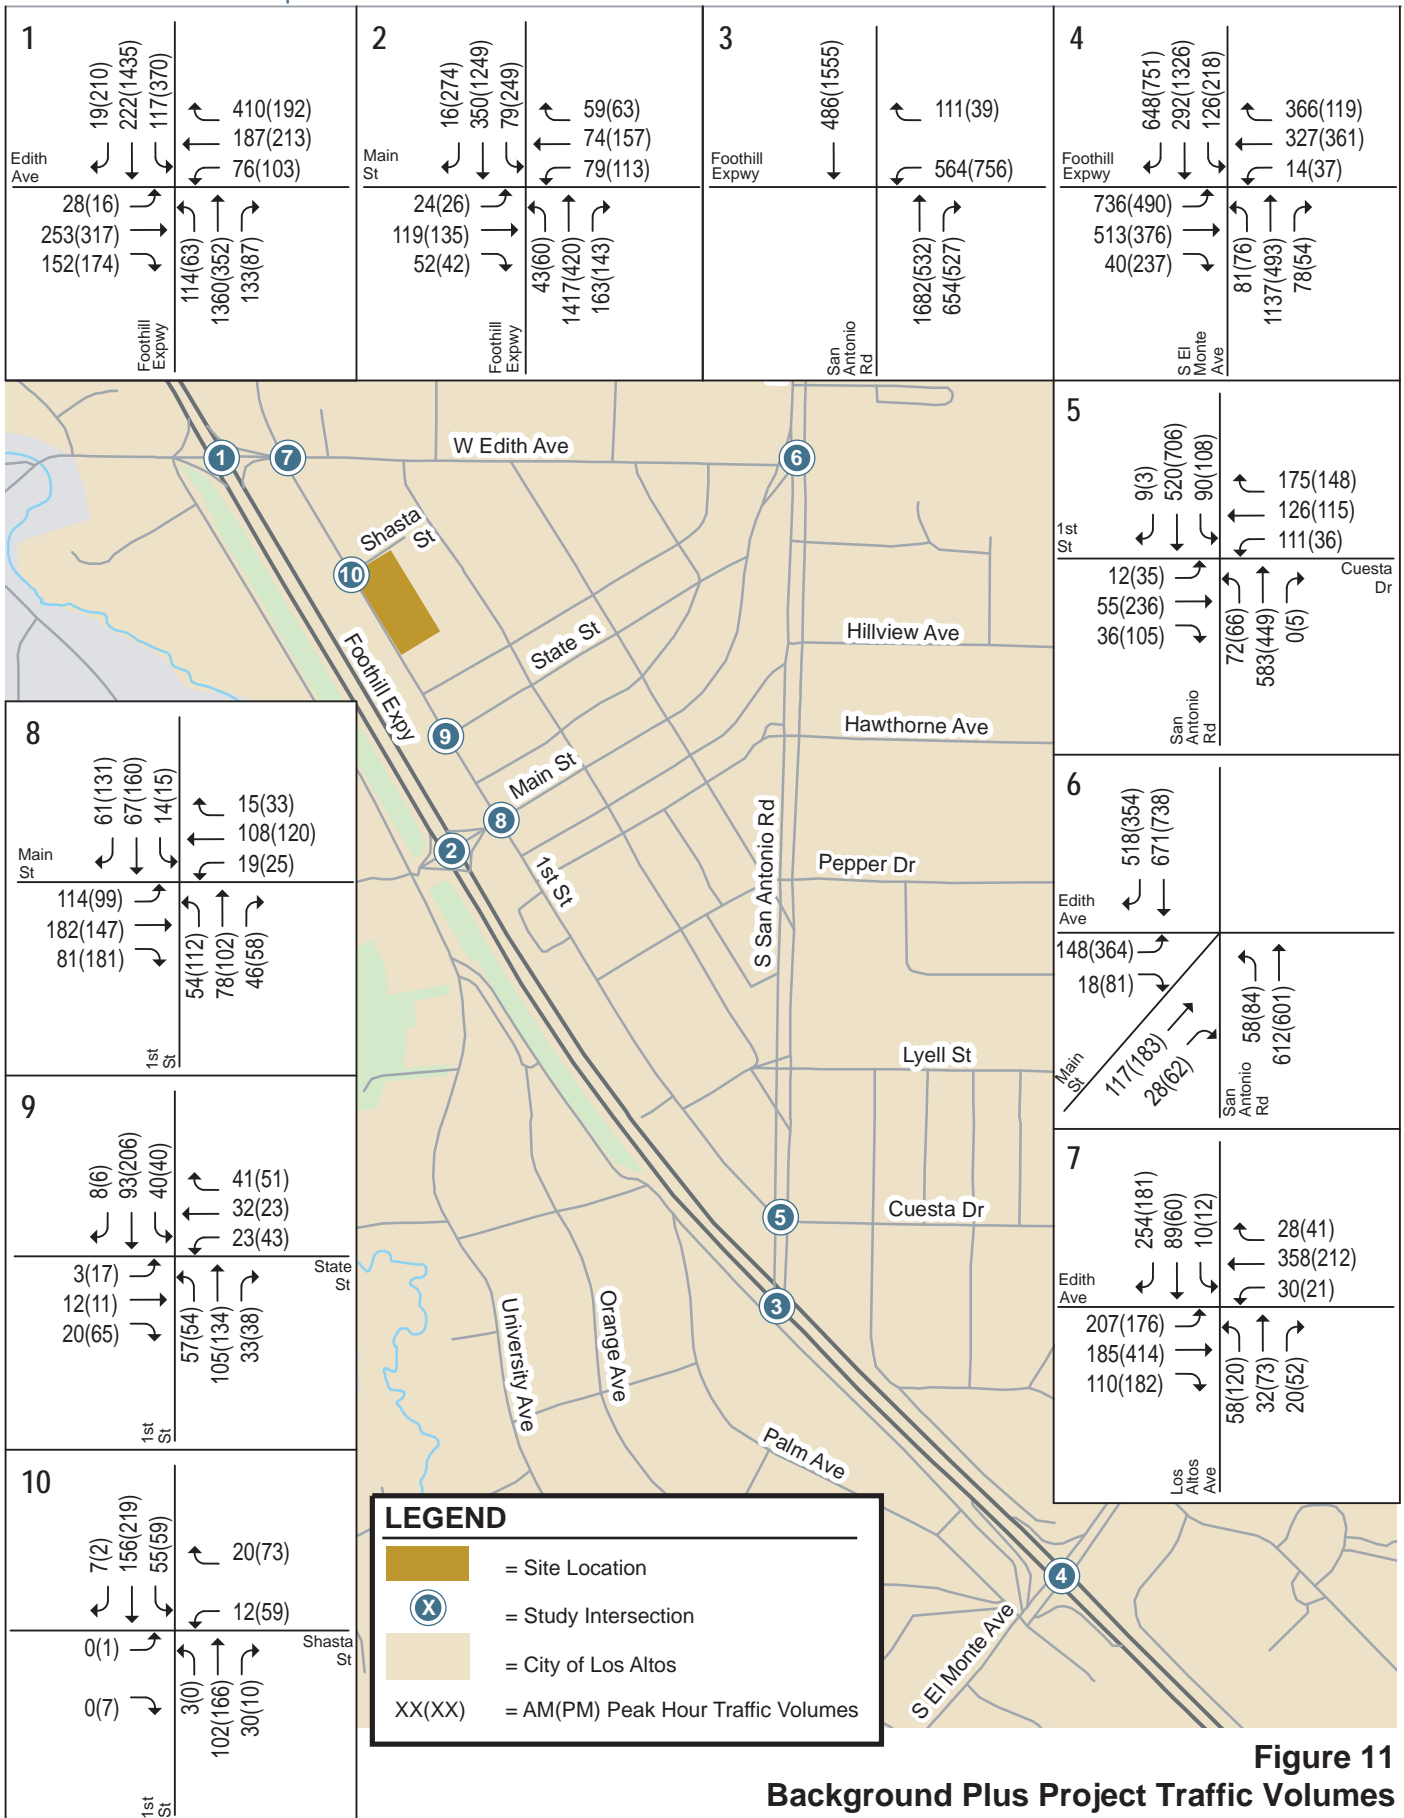 1
19(210)
222(1435)
117(370)
410(192)
187(213)
76(103)
Edith
Ave
28(16)
253(317)
152(174)
114(63)
1360(352)
133(87)
Foothill
Expwy
2
16(274)
350(1249)
79(249)
59(63)
74(157)
79(113)
Main
St
24(26)
119(135)
52(42)
43(60)
1417(420)
163(143)
Foothill
Expwy
3
486(1555)
111(39)
564(756)
Foothill
Expwy
1682(532)
654(527)
San
Antonio
Rd
4
648(751)
292(1326)
126(218)
366(119)
327(361)
14(37)
Foothill
Expwy
736(490)
513(376)
40(237)
81(76)
1137(493)
78(54)
S El
Monte
Ave
5
9(3)
520(706)
90(108)
175(148)
126(115)
111(36)
1st
St
Cuesta
Dr
12(35)
55(236)
36(105)
72(66)
583(449)
0(5)
San
Antonio
Rd
6
518(354)
671(738)
Edith
Ave
148(364)
18(81)
117(183)
28(62)
58(84)
612(601)
Main
St
San
Antonio
Rd
7
254(181)
89(60)
10(12)
28(41)
358(212)
30(21)
Edith
Ave
207(176)
185(414)
110(182)
58(120)
32(73)
20(52)
Los
Altos
Ave
8
61(131)
67(160)
14(15)
15(33)
108(120)
19(25)
Main
St
114(99)
182(147)
81(181)
54(112)
78(102)
46(58)
1st
St
9
8(6)
93(206)
40(40)
41(51)
32(23)
23(43)
State
St
3(17)
12(11)
20(65)
57(54)
105(134)
33(38)
1st
St
10
7(2)
156(219)
55(59)
20(73)
12(59)
Shasta
St
0(1)
0(7)
3(0)
102(166)
30(10)
1st
St
1
7
W Edith Ave
6
Shasta
St
10
State St
Hillview Ave
Foothill Expy
9
Hawthorne Ave
Main St
8
2
1st St
S San Antonio Rd
Pepper Dr
Lyell St
5
Cuesta Dr
3
University Ave
Orange Ave
Palm Ave
4
S El Monte Ave
LEGEND
= Site Location
X
= Study Intersection
= City of Los Altos
XX(XX)
= AM(PM) Peak Hour Traffic Volumes
Figure 11
Background Plus Project Traffic Volumes